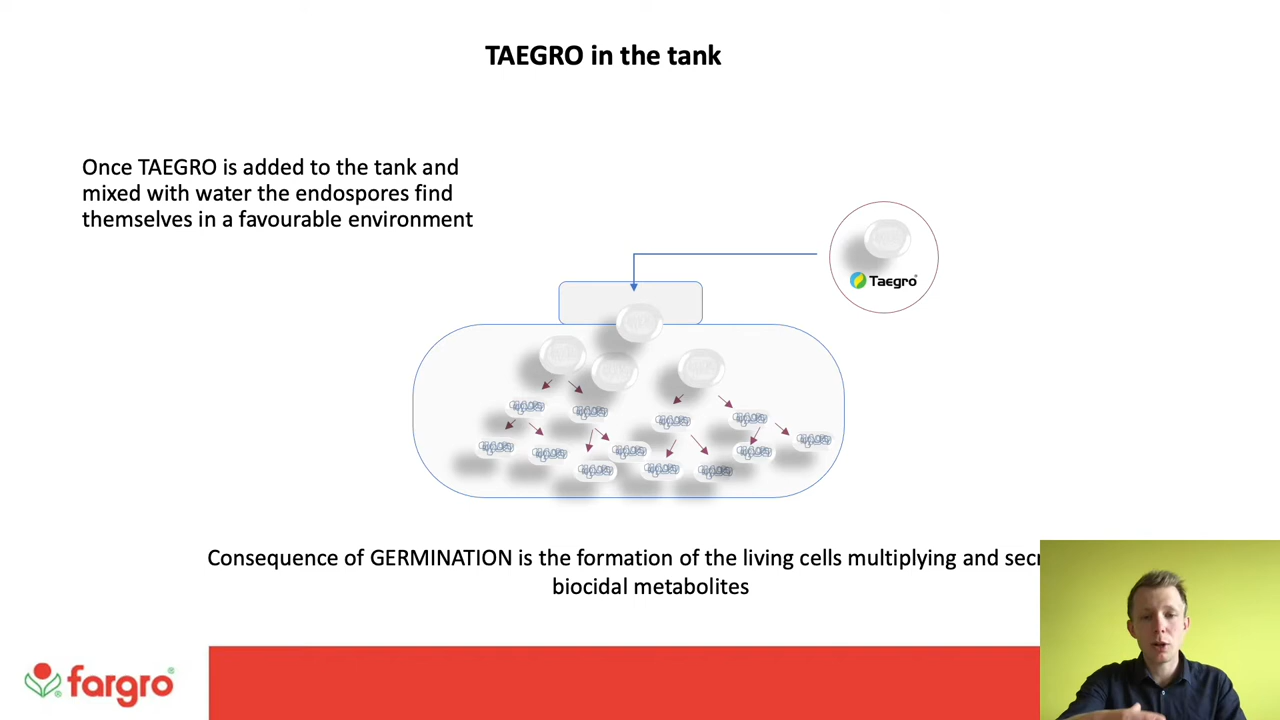 TAEGRO in the tank
Once TAEGRO is added to the tank and
mixed with water the endospores find
themselves in a favourable environment
Taegro
Consequence of GERMINATION is the formation of the living cells multiplying and
biocidal metabolites
fargro